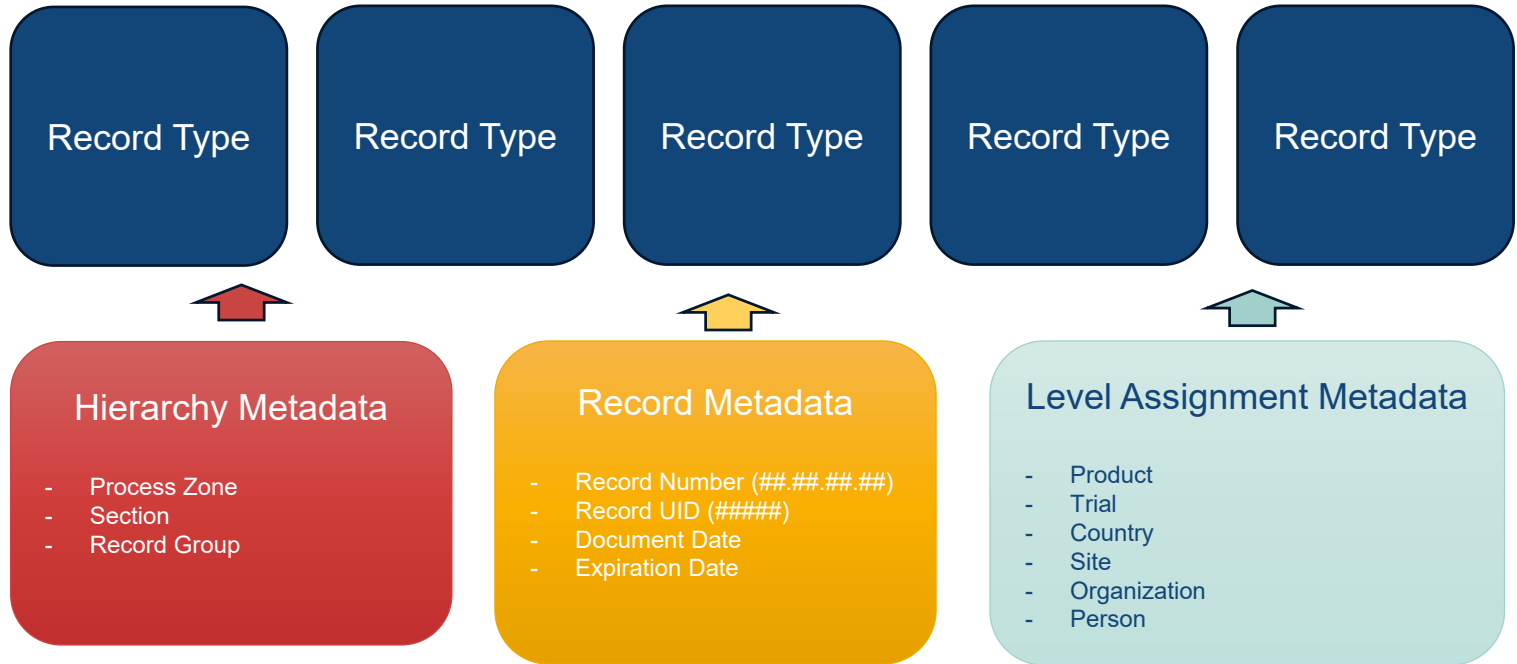 Record Type
Record Type
Record Type
Record Type
Record Type
Hierarchy Metadata
- Process Zone
- Section
- Record Group
Record Metadata
- Record Number (##.##.##.##)
- Record UID (#####)
- Document Date
- Expiration Date
Level Assignment Metadata
- Product
- Trial
- Country
- Site
- Organization
- Person